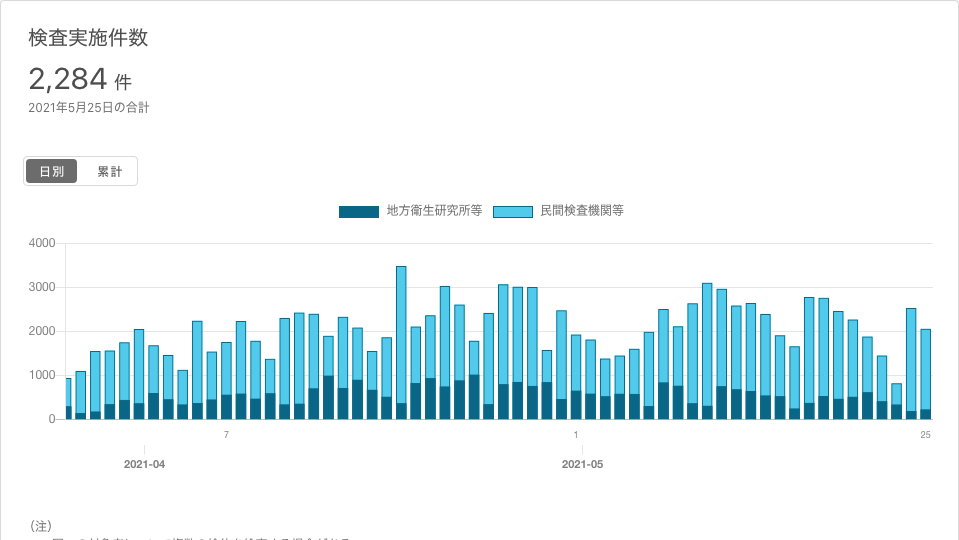 検査実施件数
2,284 件
2021年5月25日の合計
日別 累計
地方衛生研究所等 民間検査機関等
4000
3000
2000
1000
0
7 1 25
2021-04 2021-05
（注）